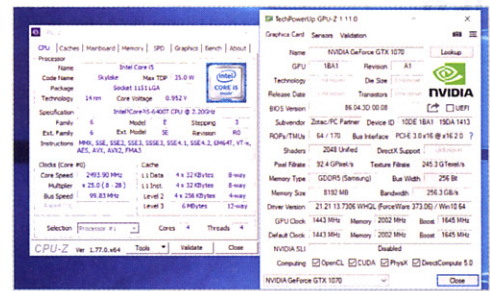 CPU-Z
CPU Caches Mainboard Memory SPD Graphics Bench About
Processor
Name Intel Core i5
Code Name Skylake Max TDP 35.0 W
Package Socket 1151 LGA
Technology 14 nm Core Voltage 0.952 V
intel
CORE i5
Specification Intel® Core™ i5-6400T CPU @ 2.20GHz
Family 6 Model E Stepping 3
Ext. Family 6 Ext. Model 5E Revision R0
Instructions MMX, SSE, SSE2, SSE3, SSSE3, SSE4.1, SSE4.2, EM64T, VT-x,
AES, AVX, AVX2, FMA3
Clocks (Core #0)
Core Speed 2493.90 MHz
Multiplier x 25.0 ( 8 - 28 )
Bus Speed 99.83 MHz
Cache
L1 Data 4 x 32 KBytes 8-way
L1 Inst. 4 x 32 KBytes 8-way
Level 2 4 x 256 KBytes 4-way
Level 3 6 MBytes 12-way
Selection Processor #1 Cores 4 Threads 4
CPU-Z Ver. 1.77.0.x64 Tools Validate Close
TechPowerUp GPU-Z 1.11.0
Graphics Card Sensors Validation
Name NVIDIA GeForce GTX 1070 Lookup
GPU 1BA1 Revision A1
Technology Die Size
Release Date Transistors
NVIDIA
BIOS Version 86.04.3D.00.08 UEFI
Subvendor Zotac/PC Partner Device ID 10DE 1BA1 - 19DA 1413
ROPs/TMUs 64 / 170 Bus Interface PCI-E 3.0 x16 @ x16 2.0 ?
Shaders 2048 Unified DirectX Support
Pixel Fillrate 92.4 GPixel/s Texture Fillrate 245.3 GTexel/s
Memory Type GDDR5 (Samsung) Bus Width 256 Bit
Memory Size 8192 MB Bandwidth 256.3 GB/s
Driver Version 21.21.13.7306 WHQL (ForceWare 373.06) / Win10 64
GPU Clock 1443 MHz Memory 2002 MHz Boost 1645 MHz
Default Clock 1443 MHz Memory 2002 MHz Boost 1645 MHz
NVIDIA SLI Disabled
Computing OpenCL CUDA PhysX DirectCompute 5.0
NVIDIA GeForce GTX 1070 Close